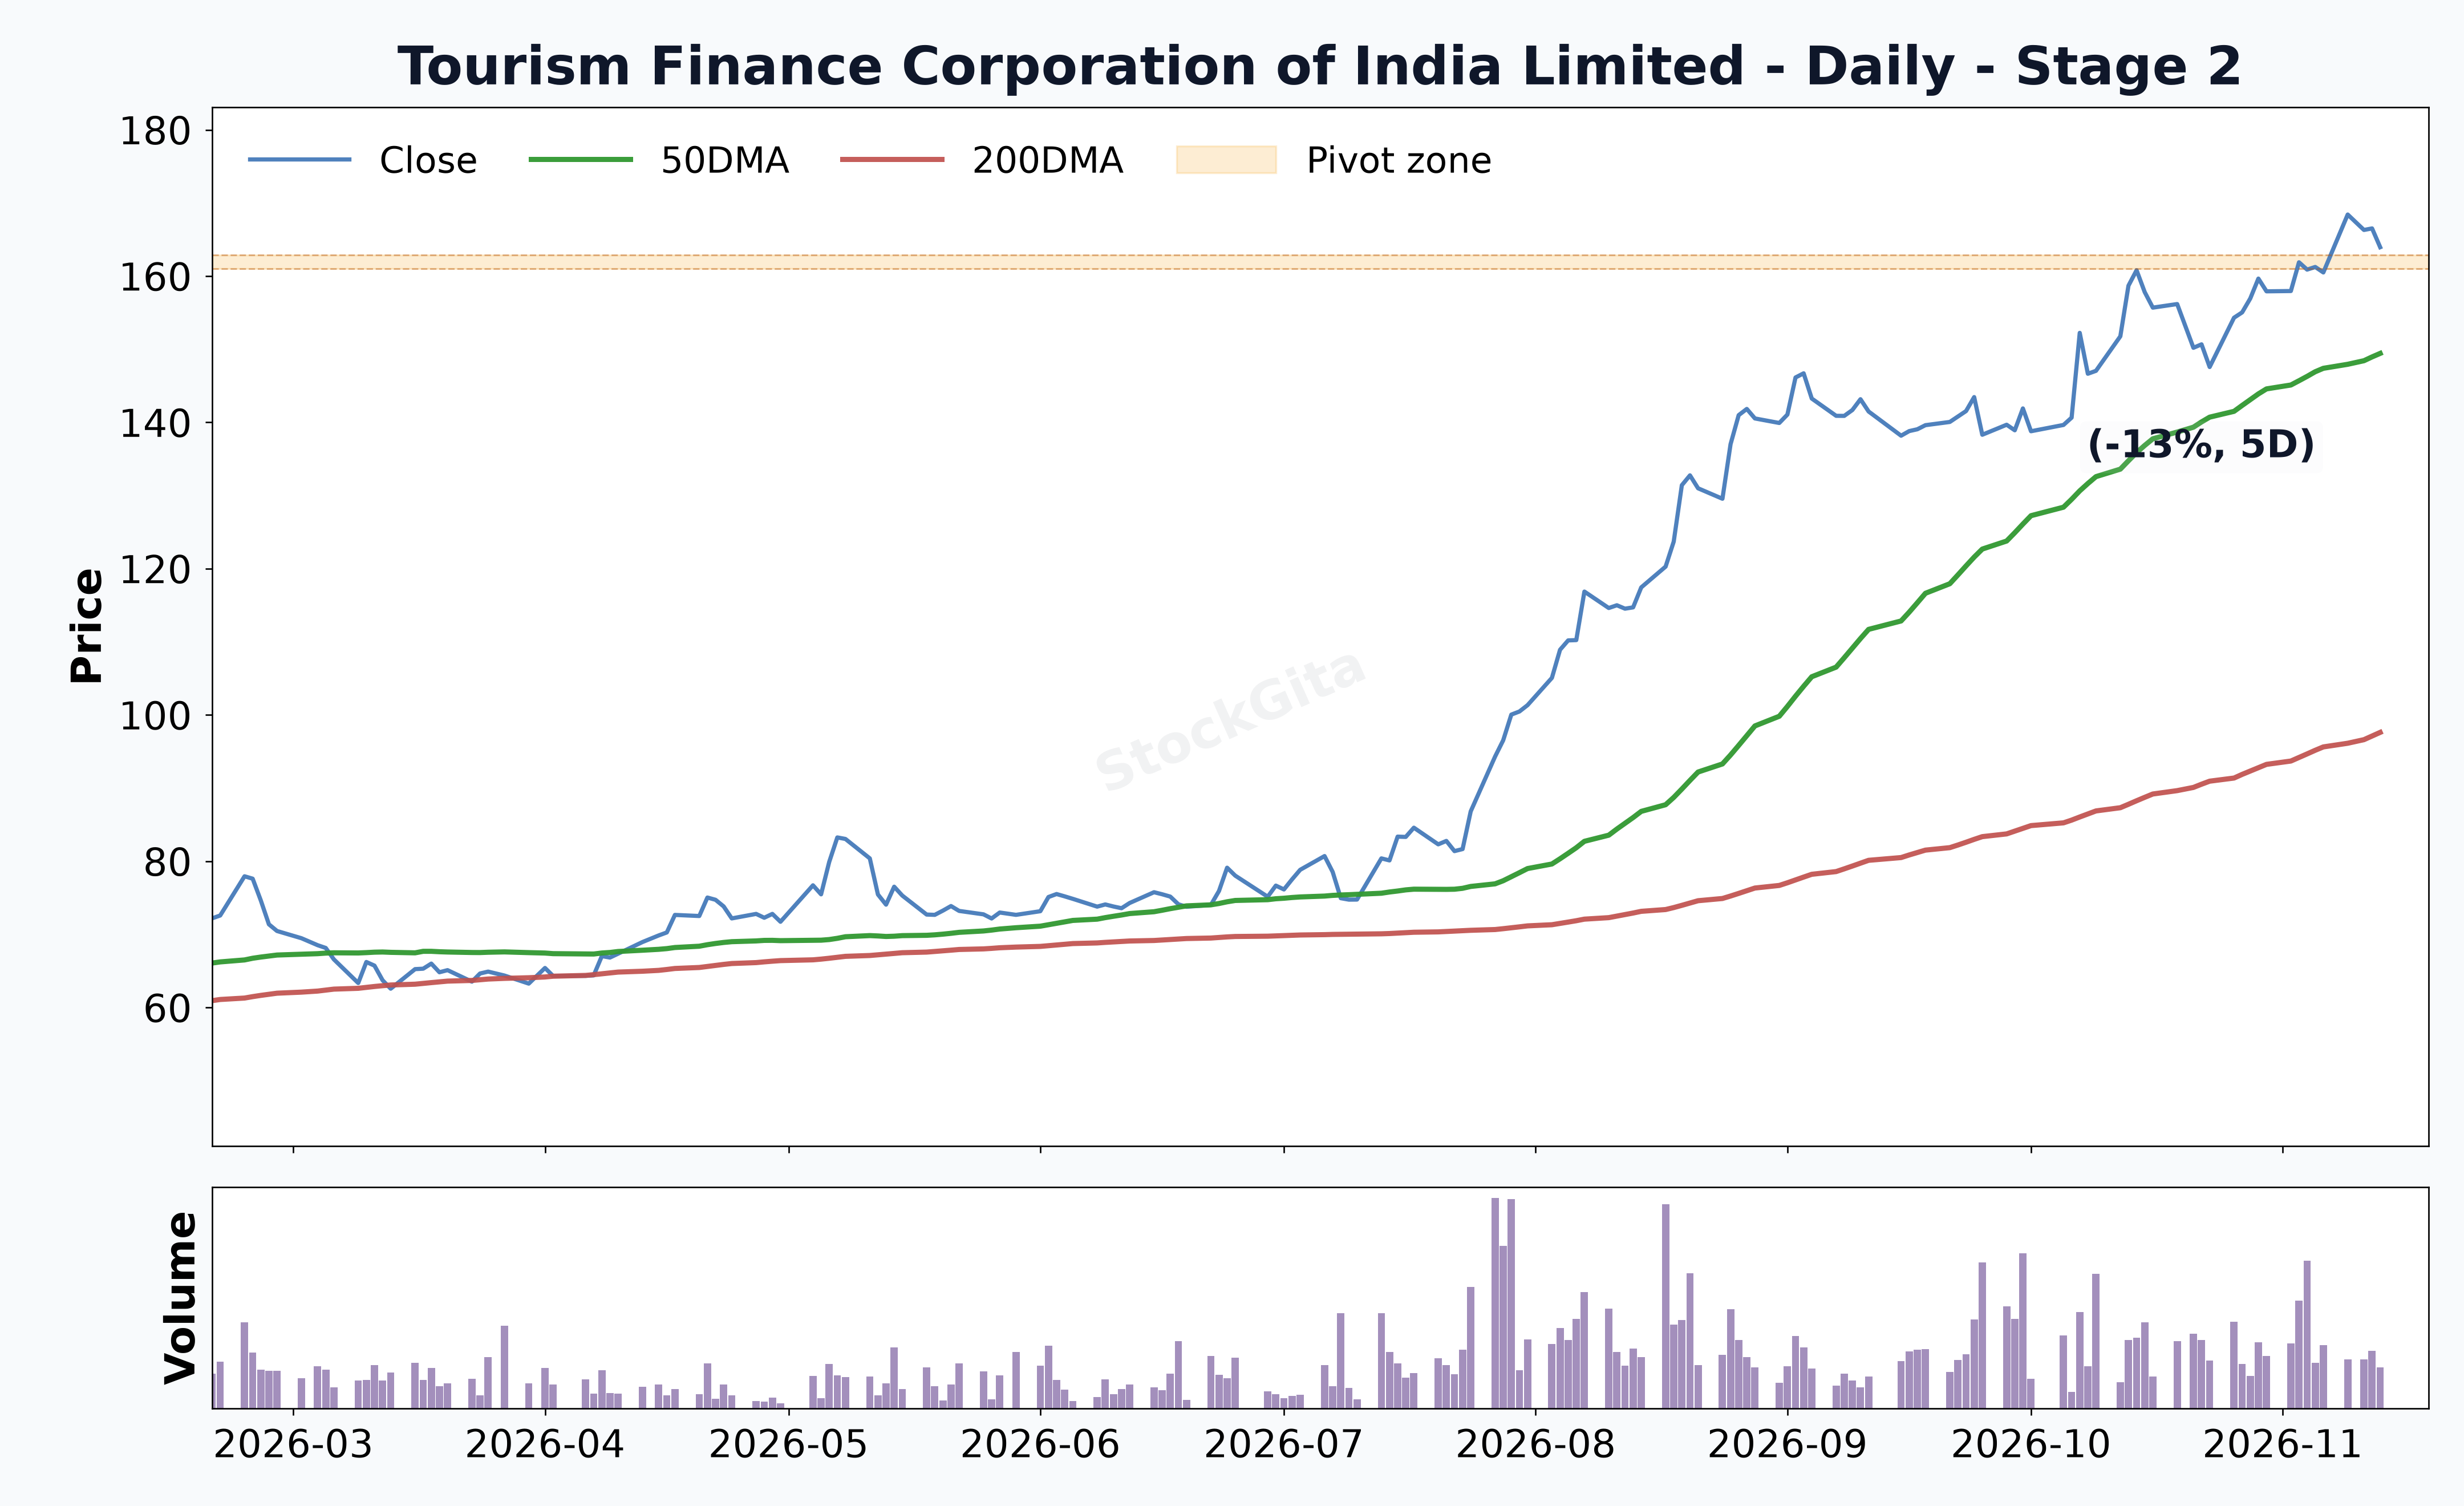 Tourism Finance Corporation of India Limited - Daily - Stage 2
Close 50DMA 200DMA Pivot zone
Price
180
160
140
120
100
80
60
(-13%, 5D)
StockGita
Volume
2026-03 2026-04 2026-05 2026-06 2026-07 2026-08 2026-09 2026-10 2026-11